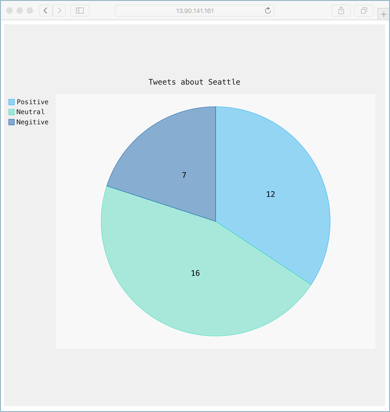 13.90.141.161
Tweets about Seattle
Positive
Neutral
Negitive
12
7
16